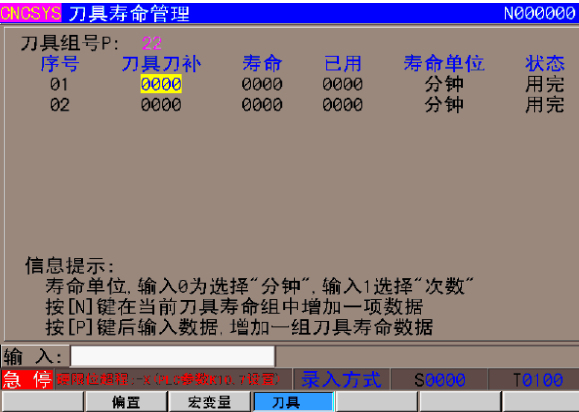 CNCSYS 刀具寿命管理 N000000
刀具组号P: 22
序号 刀具刀补 寿命 已用 寿命单位 状态
01 0000 0000 0000 分钟 用完
02 0000 0000 0000 分钟 用完
信息提示:
寿命单位,输入0为选择"分钟",输入1选择"次数"
按[N]键在当前刀具寿命组中增加一项数据
按[P]键后输入数据,增加一组刀具寿命数据
输 入:
急 停 录入方式 S0000 T0100
偏置 宏变量 刀具